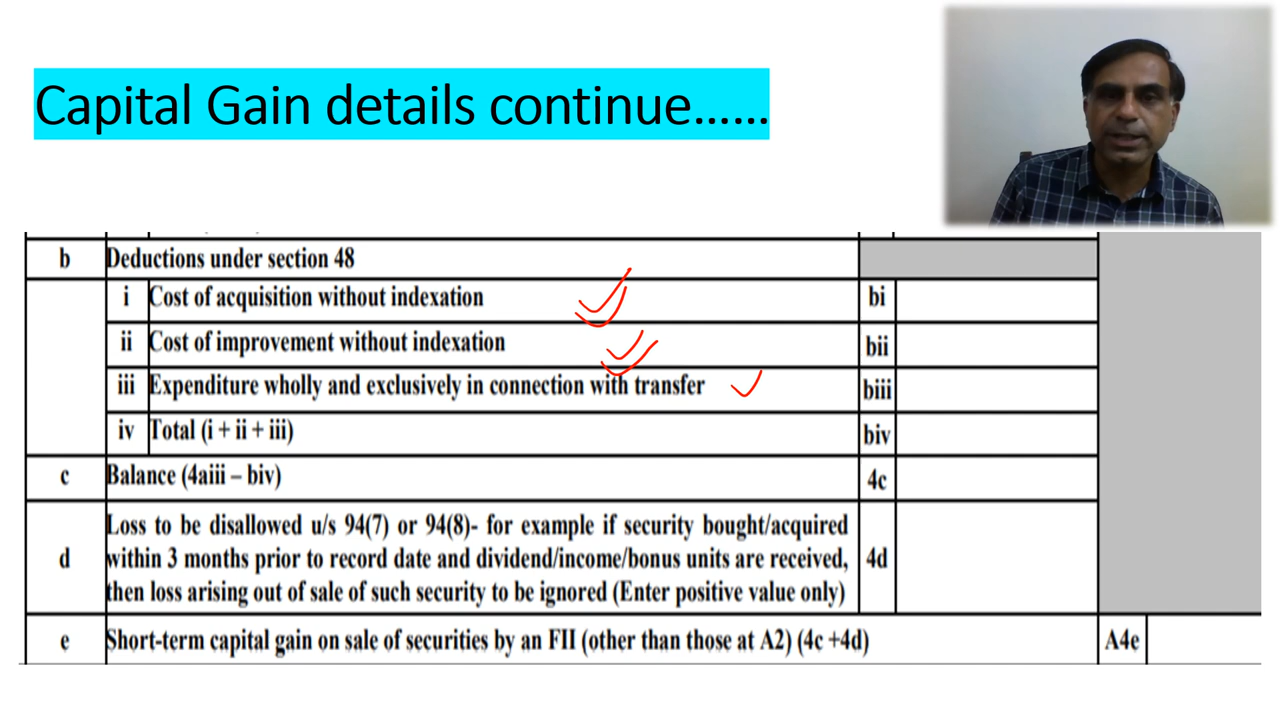 Capital Gain details continue......
b Deductions under section 48
i Cost of acquisition without indexation bi
ii Cost of improvement without indexation bii
iii Expenditure wholly and exclusively in connection with transfer biii
iv Total (i + ii + iii) biv
c Balance (4aiii – biv) 4c
Loss to be disallowed u/s 94(7) or 94(8)- for example if security bought/acquired
d within 3 months prior to record date and dividend/income/bonus units are received, 4d
then loss arising out of sale of such security to be ignored (Enter positive value only)
e Short-term capital gain on sale of securities by an FII (other than those at A2) (4c +4d) A4e